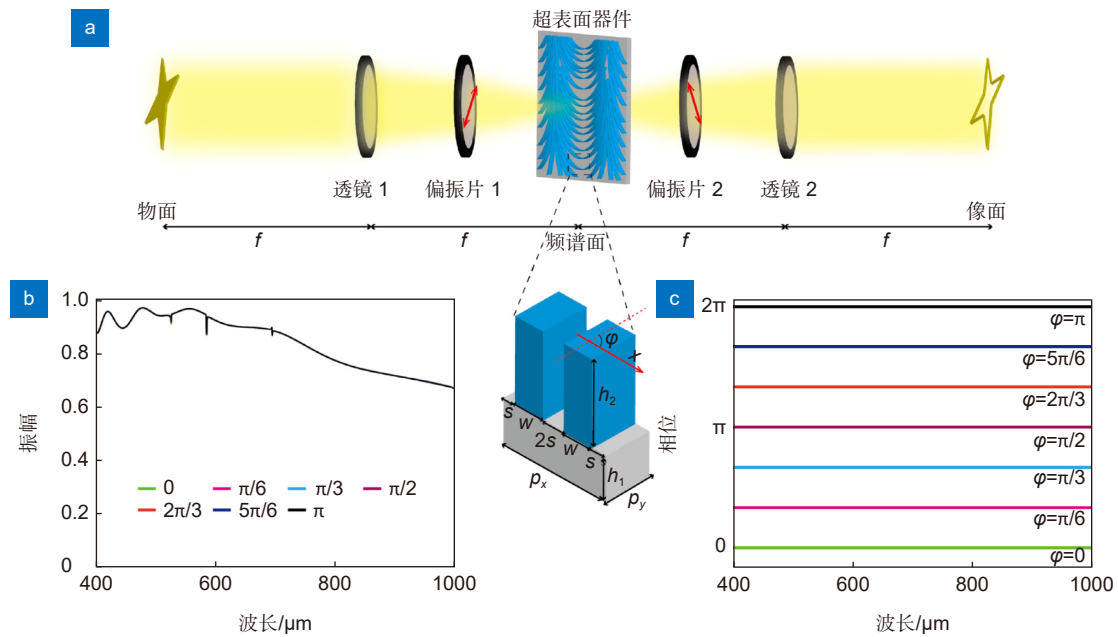 a
超表面器件
透镜 1
偏振片 1
偏振片 2
透镜 2
物面
像面
f
f
频谱面
f
f
b
1.0
0.8
0.6
0.4
0.2
0
振幅
0
π/6
π/3
π/2
2π/3
5π/6
π
400
600
800
1000
波长/μm
φ
x
h2
s
w
2s
w
s
h1
px
py
c
2π
π
0
相位
φ=π
φ=5π/6
φ=2π/3
φ=π/2
φ=π/3
φ=π/6
φ=0
400
600
800
1000
波长/μm